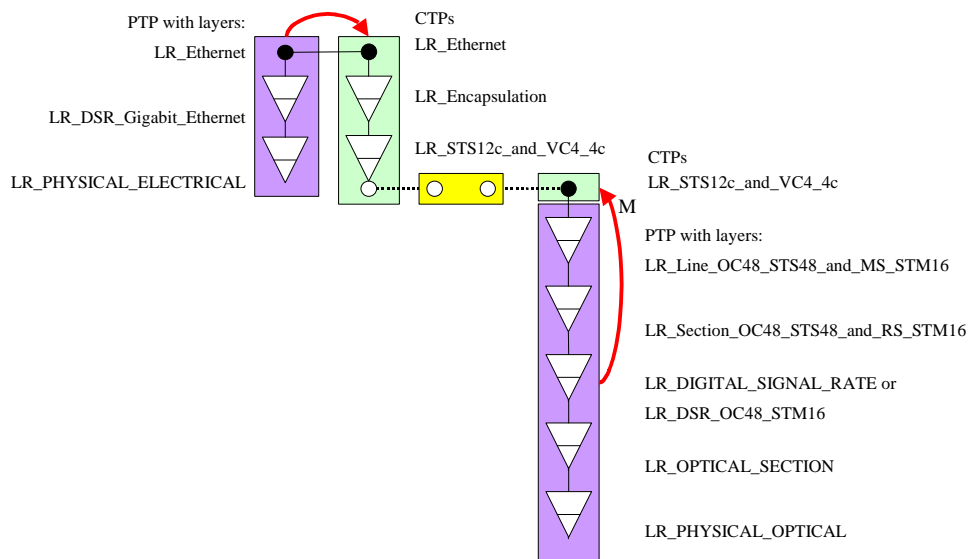 PTP with layers:
LR_Ethernet
LR_DSR_Gigabit_Ethernet
LR_PHYSICAL_ELECTRICAL
CTPs
LR_Ethernet
LR_Encapsulation
LR_STS12c_and_VC4_4c
CTPs
LR_STS12c_and_VC4_4c
M
PTP with layers:
LR_Line_OC48_STS48_and_MS_STM16
LR_Section_OC48_STS48_and_RS_STM16
LR_DIGITAL_SIGNAL_RATE or
LR_DSR_OC48_STM16
LR_OPTICAL_SECTION
LR_PHYSICAL_OPTICAL